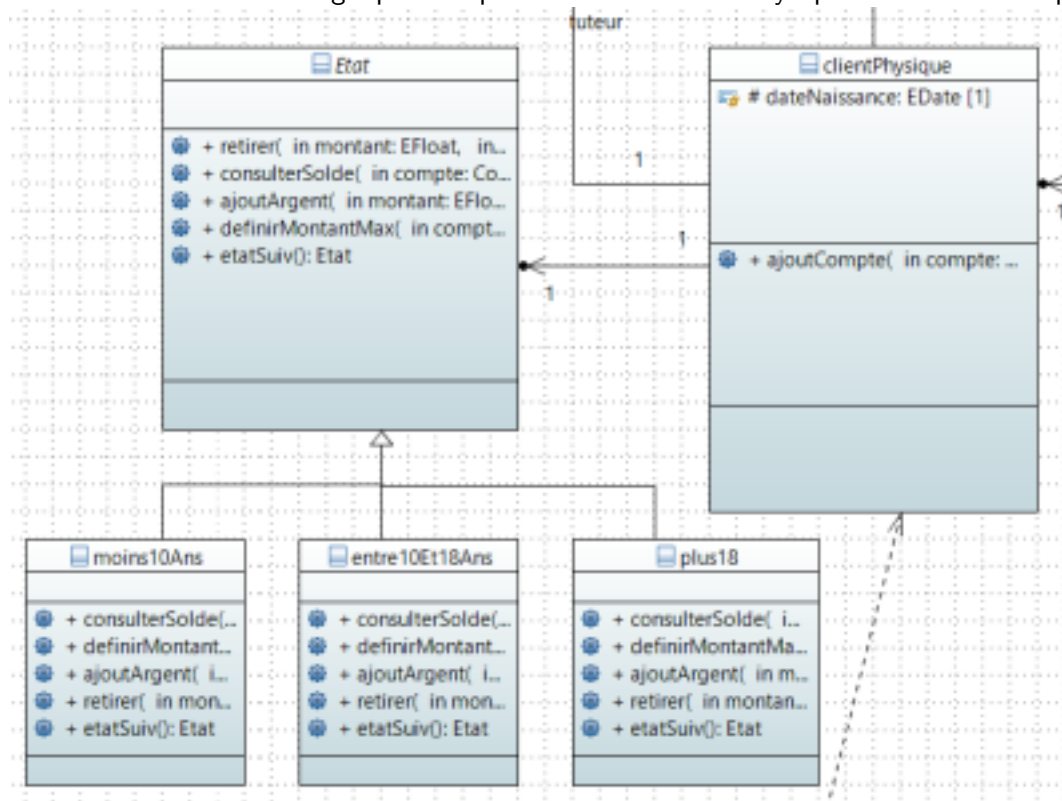 tuteur
Etat
+ retirer( in montant: EFloat, in...
+ consulterSolde( in compte: Co...
+ ajoutArgent( in montant: EFlo...
+ definirMontantMax( in compt...
+ etatSuiv(): Etat
clientPhysique
# dateNaissance: EDate [1]
+ ajoutCompte( in compte: ...
1
1
1
1
moins10Ans
+ consulterSolde(...
+ definirMontant...
+ ajoutArgent( i...
+ retirer( in mon...
+ etatSuiv(): Etat
entre10Et18Ans
+ consulterSolde(...
+ definirMontant...
+ ajoutArgent( i...
+ retirer( in mon...
+ etatSuiv(): Etat
plus18
+ consulterSolde( i...
+ definirMontantMa...
+ ajoutArgent( in m...
+ retirer( in montan...
+ etatSuiv(): Etat